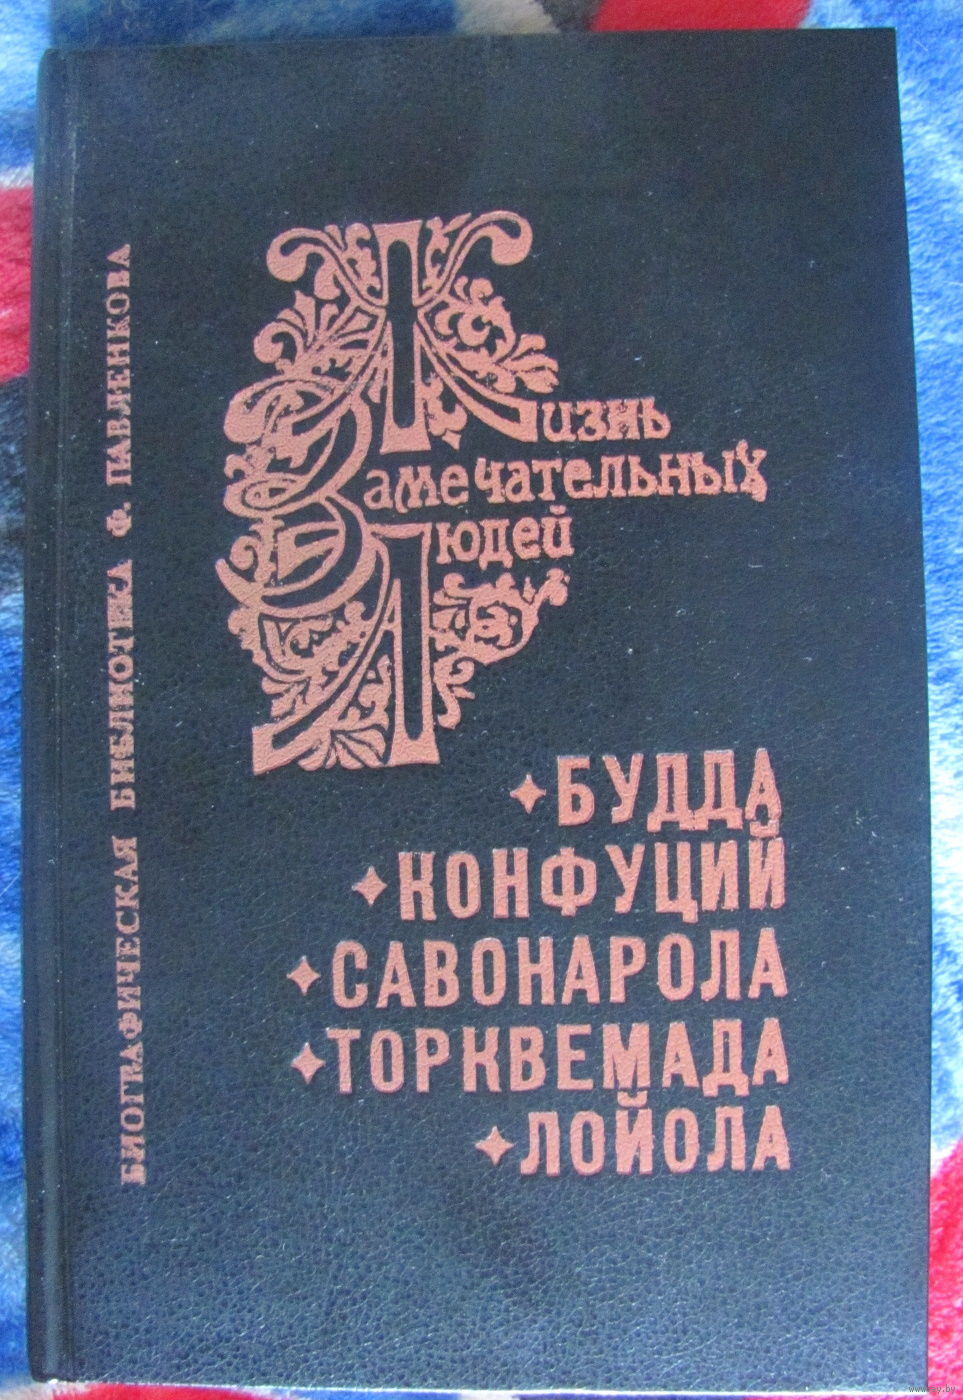 БИОГРАФИЧЕСКАЯ БИБЛИОТЕКА Ф. ПАВЛЕНКОВА
Жизнь
Замечательных
Людей
БУДДА
КОНФУЦИЙ
САВОНАРОЛА
ТОРКВЕМАДА
ЛОЙОЛА